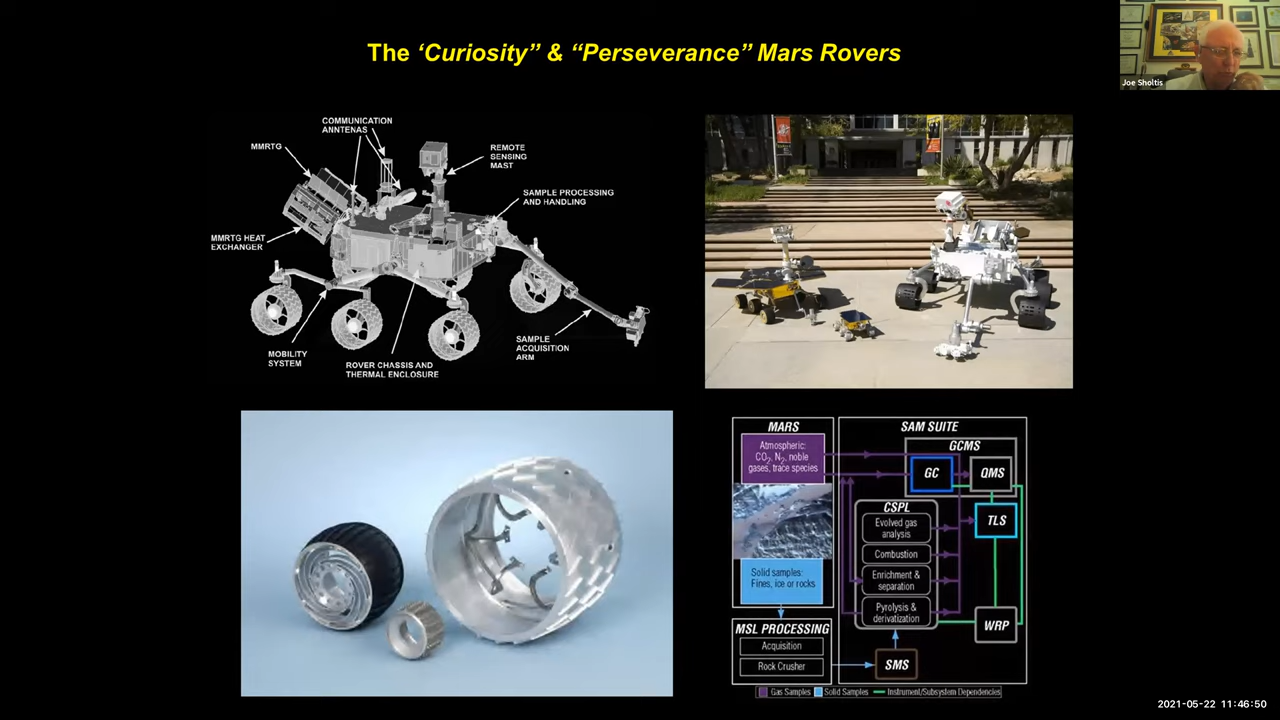 The ‘Curiosity” & “Perseverance” Mars Rovers
Joe Sholtis
COMMUNICATION
ANNTENAS
MMRTG
REMOTE
SENSING
MAST
SAMPLE PROCESSING
AND HANDLING
MMRTG HEAT
EXCHANGER
MOBILITY
SYSTEM
ROVER CHASSIS AND
THERMAL ENCLOSURE
SAMPLE
ACQUISITION
ARM
MARS
Atmospheric:
CO2, N2, noble
gases, trace species
Solid samples:
Fines, ice or rocks
MSL PROCESSING
Acquisition
Rock Crusher
SAM SUITE
GCMS
GC
QMS
CSPL
Evolved gas
analysis
Combustion
Enrichment &
separation
Pyrolysis &
derivatization
TLS
WRP
SMS
Gas Samples
Solid Samples
Instrument/Subsystem Dependencies
2021-05-22 11:46:50